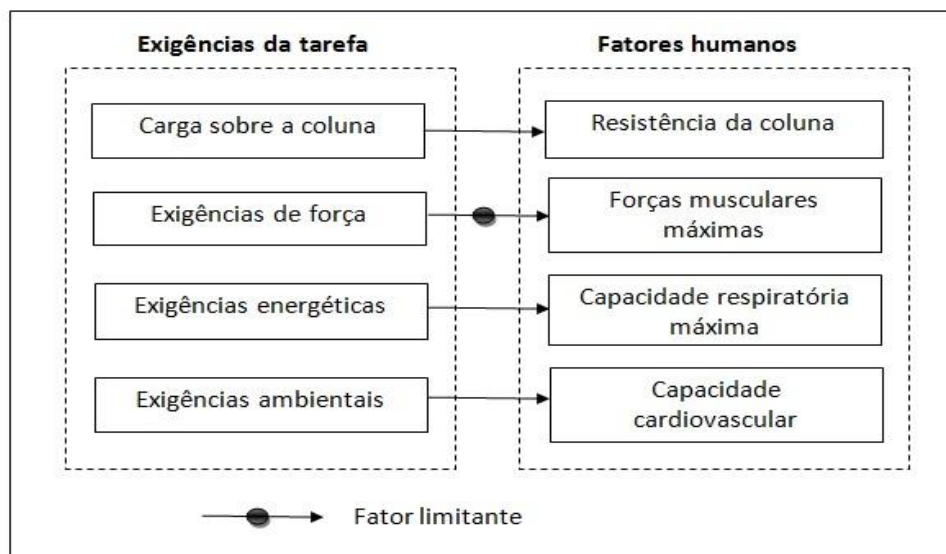 Exigências da tarefa
Fatores humanos
Carga sobre a coluna
Resistência da coluna
Exigências de força
Forças musculares
máximas
Exigências energéticas
Capacidade respiratória
máxima
Exigências ambientais
Capacidade
cardiovascular
Fator limitante